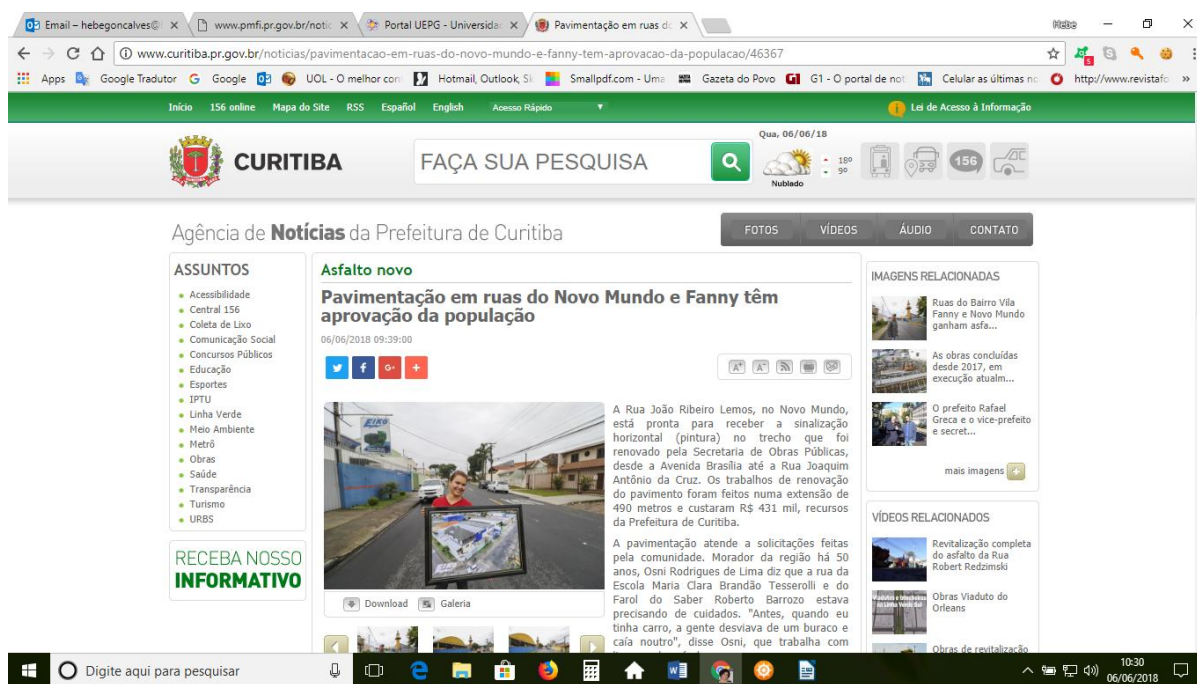 Email – hebegoncalves@
www.pmfi.pr.gov.br/notic
Portal UEPG - Universida
Pavimentação em ruas do
Hebe
www.curitiba.pr.gov.br/noticias/pavimentacao-em-ruas-do-novo-mundo-e-fanny-tem-aprovacao-da-populacao/46367
Apps Google Tradutor Google UOL - O melhor con Hotmail, Outlook, Sk Smallpdf.com - Uma Gazeta do Povo G1 - O portal de not Celular as últimas no http://www.revistafo »
Início 156 online Mapa do Site RSS Español English Acesso Rápido Lei de Acesso à Informação
CURITIBA
FAÇA SUA PESQUISA
Qua, 06/06/18
18º
9º
Nublado
156
Agência de Notícias da Prefeitura de Curitiba
FOTOS VÍDEOS ÁUDIO CONTATO
ASSUNTOS
Acessibilidade
Central 156
Coleta de Lixo
Comunicação Social
Concursos Públicos
Educação
Esportes
IPTU
Linha Verde
Meio Ambiente
Metrô
Obras
Saúde
Transparência
Turismo
URBS
RECEBA NOSSO
INFORMATIVO
Asfalto novo
Pavimentação em ruas do Novo Mundo e Fanny têm
aprovação da população
06/06/2018 09:39:00
EIKO
Download Galeria
A Rua João Ribeiro Lemos, no Novo Mundo,
está pronta para receber a sinalização
horizontal (pintura) no trecho que foi
renovado pela Secretaria de Obras Públicas,
desde a Avenida Brasília até a Rua Joaquim
Antônio da Cruz. Os trabalhos de renovação
do pavimento foram feitos numa extensão de
490 metros e custaram R$ 431 mil, recursos
da Prefeitura de Curitiba.
A pavimentação atende a solicitações feitas
pela comunidade. Morador da região há 50
anos, Osni Rodrigues de Lima diz que a rua da
Escola Maria Clara Brandão Tesserolli e do
Farol do Saber Roberto Barrozo estava
precisando de cuidados. "Antes, quando eu
tinha carro, a gente desviava de um buraco e
caía noutro", disse Osni, que trabalha com
IMAGENS RELACIONADAS
Ruas do Bairro Vila
Fanny e Novo Mundo
ganham asfa...
As obras concluídas
desde 2017, em
execução atualm...
O prefeito Rafael
Greca e o vice-prefeito
e secret...
mais imagens
VÍDEOS RELACIONADOS
Revitalização completa
do asfalto da Rua
Robert Redzimski
Obras Viaduto do
Orleans
Obras de revitalização
Digite aqui para pesquisar
10:30
06/06/2018